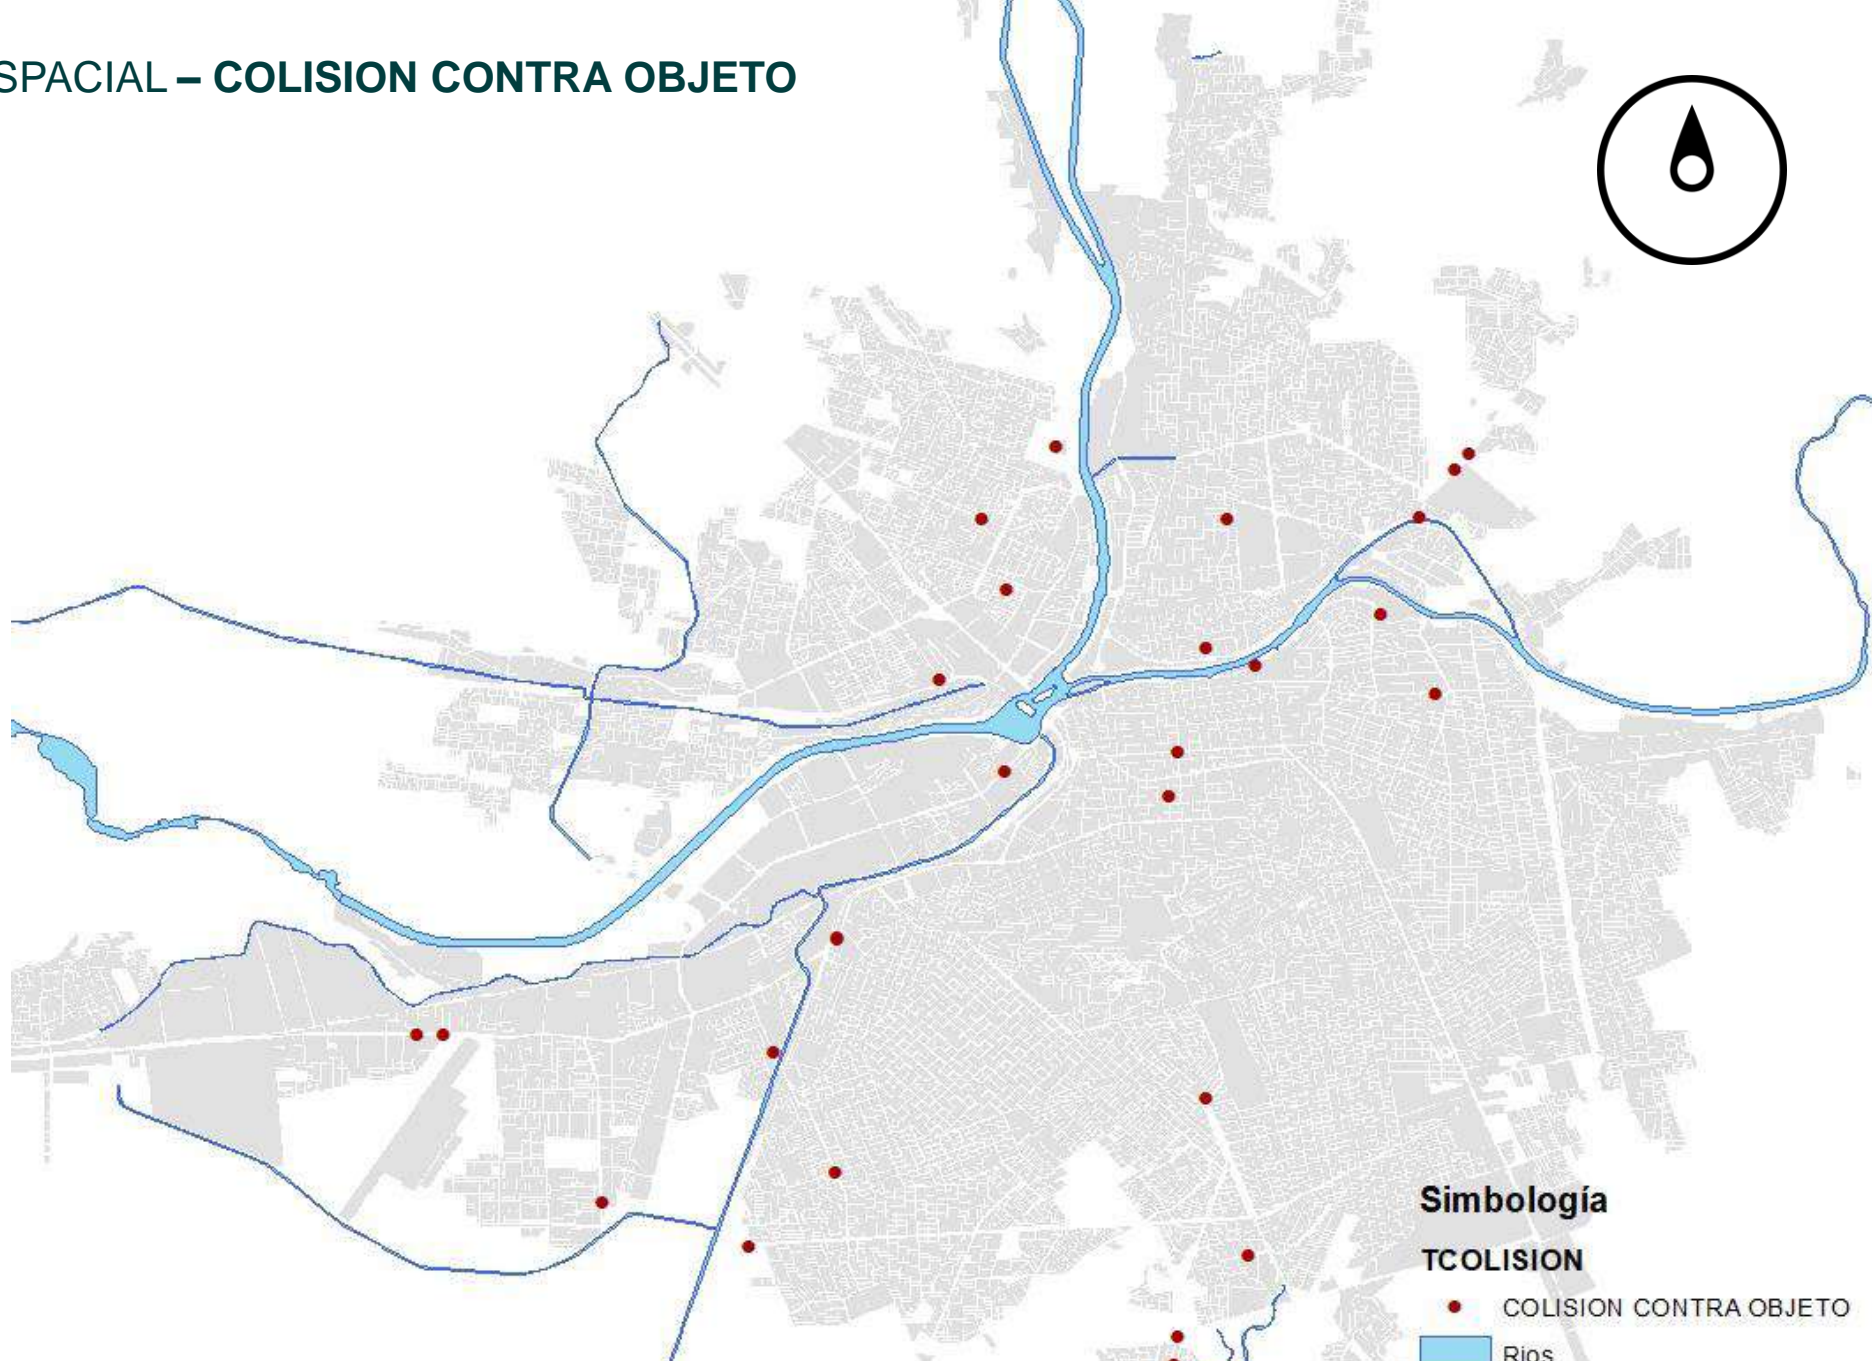 SPACIAL – COLISION CONTRA OBJETO
Simbología
TCOLISION
COLISION CONTRA OBJETO
Rios